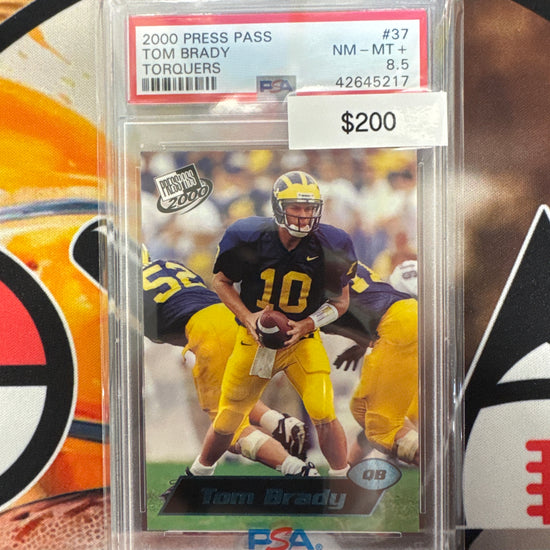 2000 PRESS PASS #37
TOM BRADY NM - MT +
TORQUERS 8.5
PSA 42645217
$200
PRESS PASS
2000
52
10
QB
Tom Brady
PSA